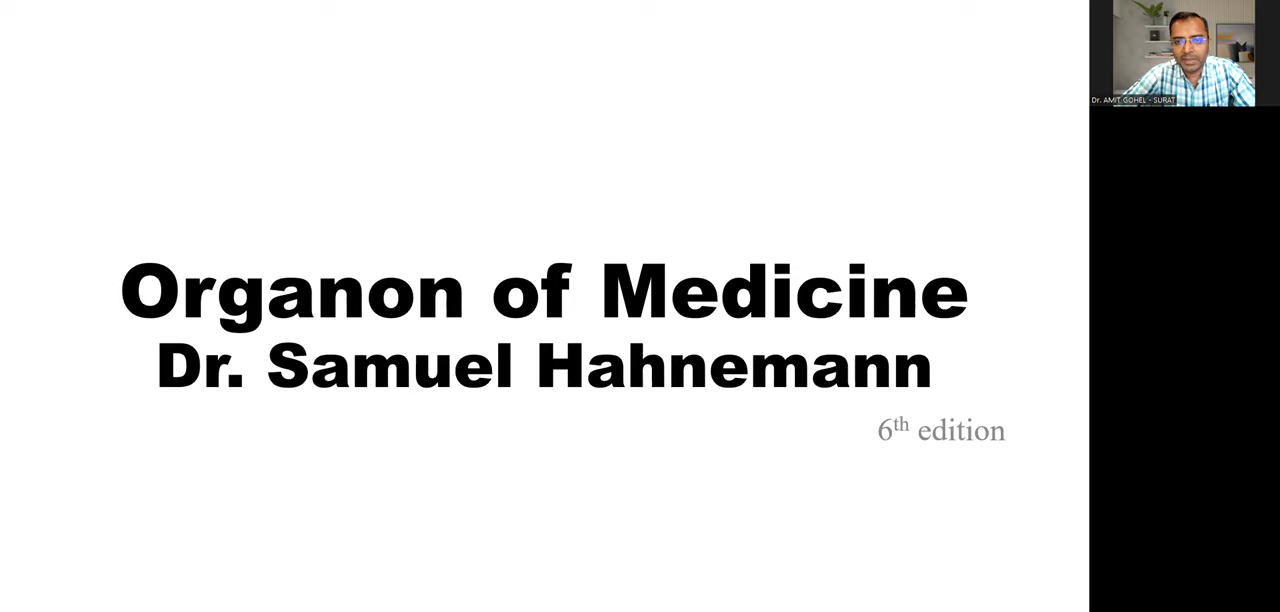 Organon of Medicine
Dr. Samuel Hahnemann
6th edition
Dr. AMIT GOHEL - SURAT